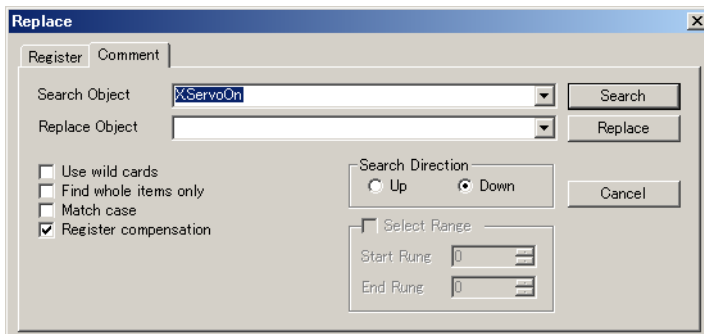 Replace
Register Comment
Search Object X.ServoOn Search
Replace Object Replace
Use wild cards
Find whole items only
Match case
Register compensation
Search Direction
Up Down
Cancel
Select Range
Start Rung 0
End Rung 0